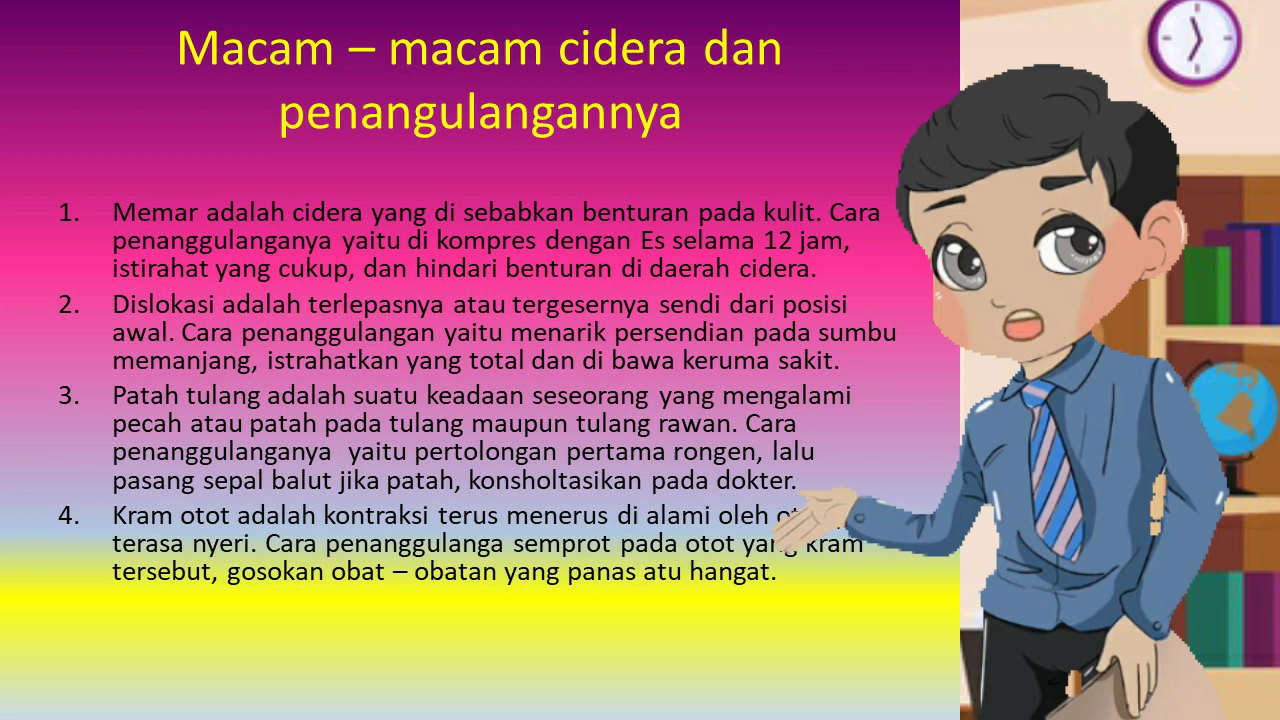 Macam – macam cidera dan
penangulangannya
1. Memar adalah cidera yang di sebabkan benturan pada kulit. Cara
penanggulanganya yaitu di kompres dengan Es selama 12 jam,
istirahat yang cukup, dan hindari benturan di daerah cidera.
2. Dislokasi adalah terlepasnya atau tergesernya sendi dari posisi
awal. Cara penanggulangan yaitu menarik persendian pada sumbu
memanjang, istrahatkan yang total dan di bawa keruma sakit.
3. Patah tulang adalah suatu keadaan seseorang yang mengalami
pecah atau patah pada tulang maupun tulang rawan. Cara
penanggulanganya yaitu pertolongan pertama rongen, lalu
pasang sepal balut jika patah, konsholtasikan pada dokter.
4. Kram otot adalah kontraksi terus menerus di alami oleh
terasa nyeri. Cara penanggulanga semprot pada otot yang kram
tersebut, gosokan obat – obatan yang panas atu hangat.